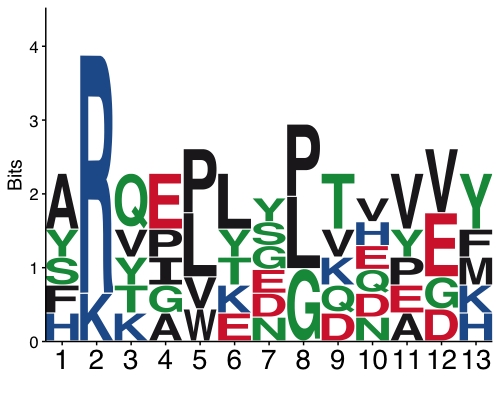 Bits
4
3
2
1
0
A Y S F H
R K
Q V Y T K
E P I G A
P L V W
L Y T K E
Y S G E D N
P L G
T V K Q D
V H E Q D N
V Y P E A
V E G D
Y F M K H
1 2 3 4 5 6 7 8 9 10 11 12 13